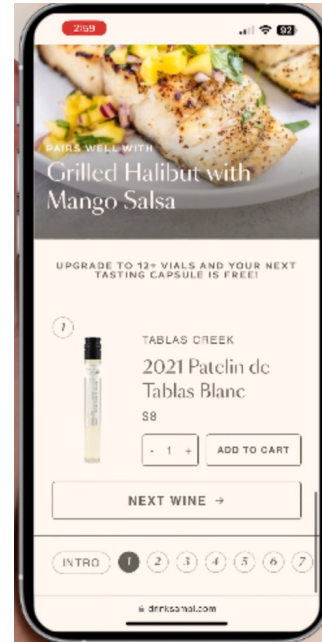 2:59
92
PAIRS WELL WITH
Grilled Halibut with
Mango Salsa
UPGRADE TO 12+ VIALS AND YOUR NEXT
TASTING CAPSULE IS FREE!
1
TABLAS CREEK
2021 Patelin de
Tablas Blanc
$8
- 1 +
ADD TO CART
NEXT WINE →
INTRO 1 2 3 4 5 6 7
drinksampl.com